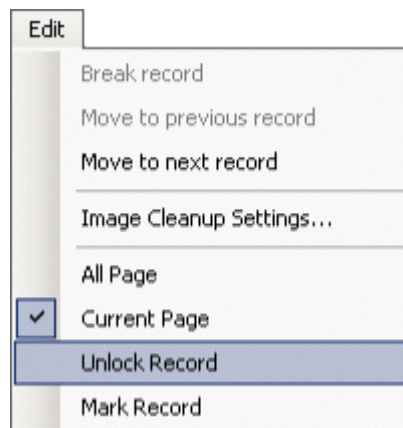 Edit
Break record
Move to previous record
Move to next record
Image Cleanup Settings...
All Page
Current Page
Unlock Record
Mark Record